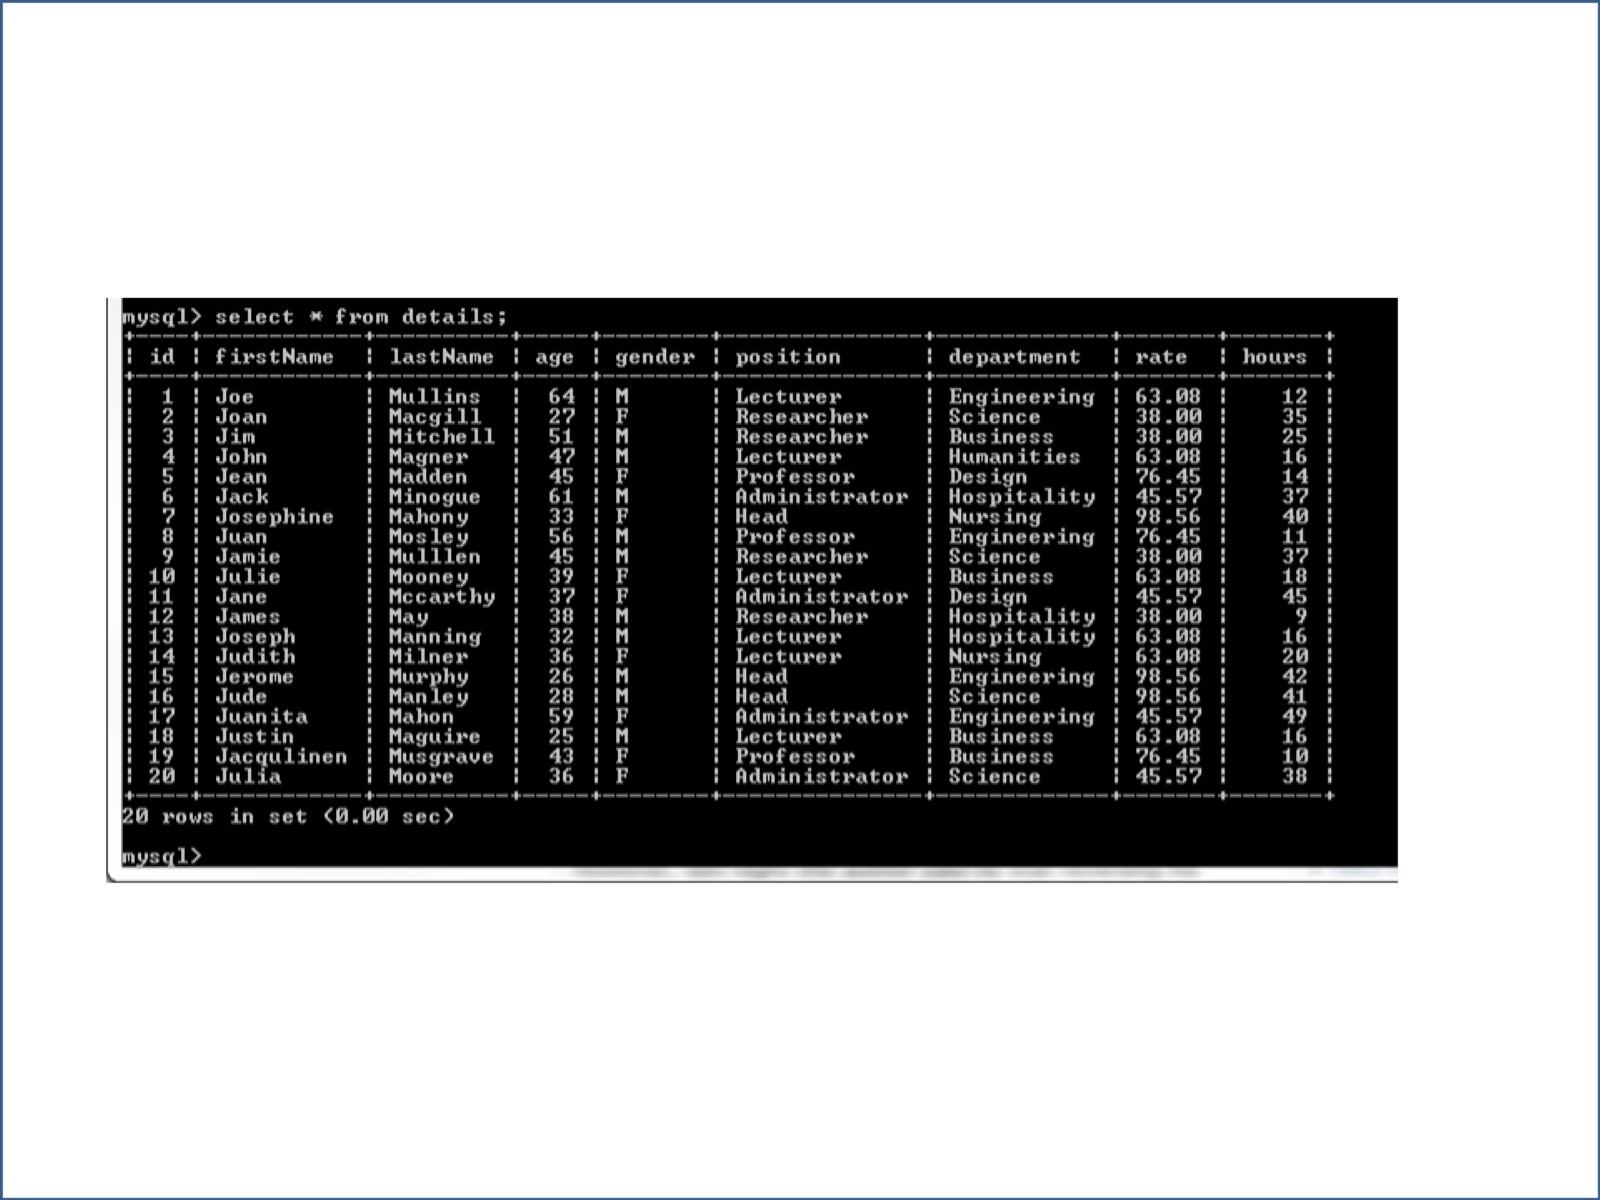 mysql> select * from details;
+----+------------+----------+-----+--------+---------------+-------------+-------+-------+
| id | firstName | lastName | age | gender | position | department | rate | hours |
+----+------------+----------+-----+--------+---------------+-------------+-------+-------+
| 1 | Joe | Mullins | 64 | M | Lecturer | Engineering | 63.08 | 12 |
| 2 | Joan | Macgill | 27 | F | Researcher | Science | 38.00 | 35 |
| 3 | Jim | Mitchell | 51 | M | Researcher | Business | 38.00 | 25 |
| 4 | John | Magner | 47 | M | Lecturer | Humanities | 63.08 | 16 |
| 5 | Jean | Madden | 45 | F | Professor | Design | 76.45 | 14 |
| 6 | Jack | Minogue | 61 | M | Administrator | Hospitality | 45.57 | 37 |
| 7 | Josephine | Mahony | 33 | F | Head | Nursing | 98.56 | 40 |
| 8 | Juan | Mosley | 56 | M | Professor | Engineering | 76.45 | 11 |
| 9 | Jamie | Mulllen | 45 | M | Researcher | Science | 38.00 | 37 |
| 10 | Julie | Mooney | 39 | F | Lecturer | Business | 63.08 | 18 |
| 11 | Jane | Mccarthy | 37 | F | Administrator | Design | 45.57 | 45 |
| 12 | James | May | 38 | M | Researcher | Hospitality | 38.00 | 9 |
| 13 | Joseph | Manning | 32 | M | Lecturer | Hospitality | 63.08 | 16 |
| 14 | Judith | Milner | 36 | F | Lecturer | Nursing | 63.08 | 20 |
| 15 | Jerome | Murphy | 26 | M | Head | Engineering | 98.56 | 42 |
| 16 | Jude | Manley | 28 | M | Head | Science | 98.56 | 41 |
| 17 | Juanita | Mahon | 59 | F | Administrator | Engineering | 45.57 | 49 |
| 18 | Justin | Maguire | 25 | M | Lecturer | Business | 63.08 | 16 |
| 19 | Jacqulinen | Musgrave | 43 | F | Professor | Business | 76.45 | 10 |
| 20 | Julia | Moore | 36 | F | Administrator | Science | 45.57 | 38 |
+----+------------+----------+-----+--------+---------------+-------------+-------+-------+
20 rows in set (0.00 sec)
mysql>